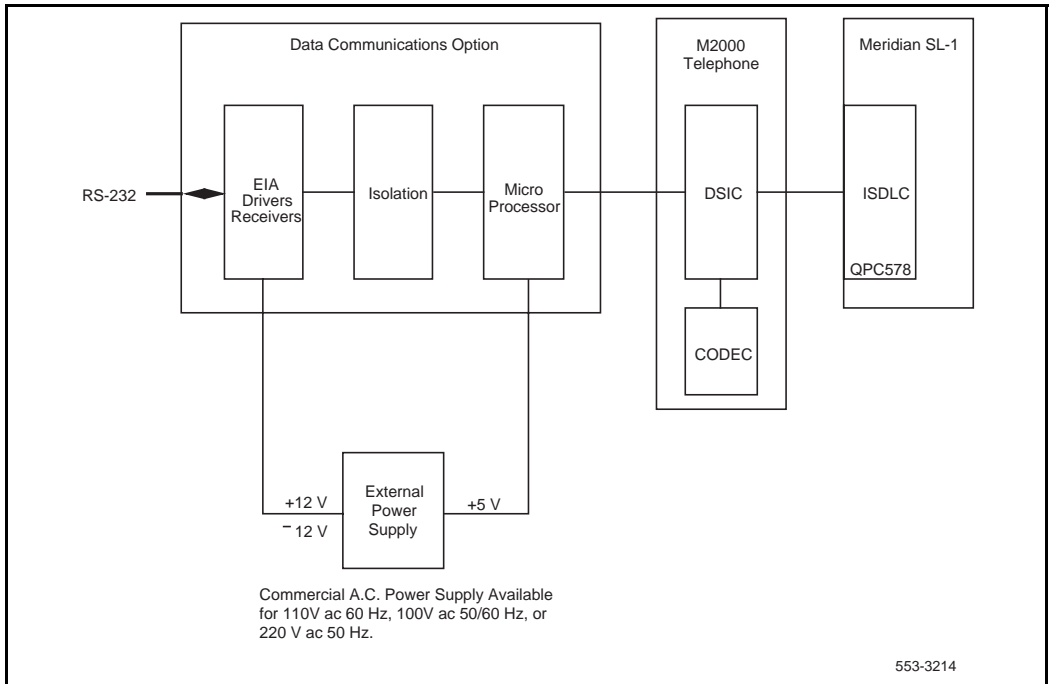 Data Communications Option
M2000
Telephone
Meridian SL-1
RS-232
EIA
Drivers
Receivers
Isolation
Micro
Processor
DSIC
ISDLC
QPC578
CODEC
+12 V
– 12 V
External
Power
Supply
+5 V
Commercial A.C. Power Supply Available
for 110V ac 60 Hz, 100V ac 50/60 Hz, or
220 V ac 50 Hz.
553-3214